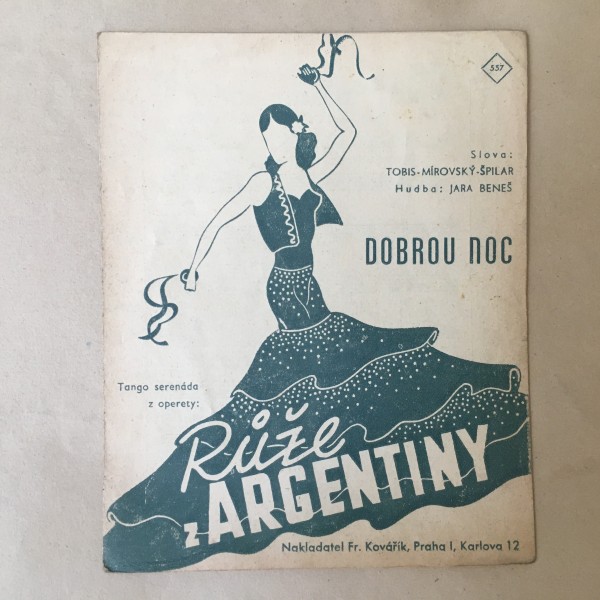 557
Slova:
TOBIS-MÍROVSKÝ-ŠPILAR
Hudba: JARA BENEŠ
DOBROU NOC
Tango serenáda
z operety:
Růže
z ARGENTINY
Nakladatel Fr. Kovářík, Praha I, Karlova 12